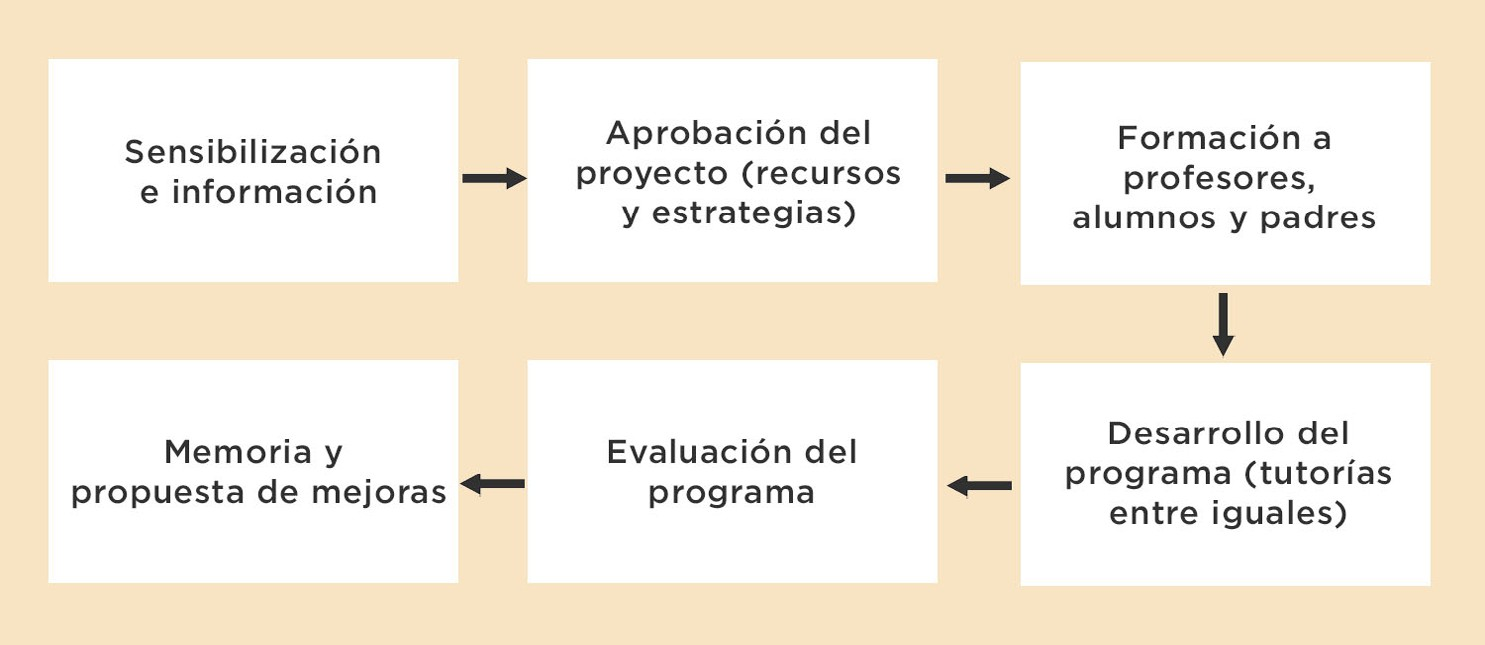 Sensibilización
e información
Aprobación del
proyecto (recursos
y estrategias)
Formación a
profesores,
alumnos y padres
Desarrollo del
programa (tutorías
entre iguales)
Evaluación del
programa
Memoria y
propuesta de mejoras